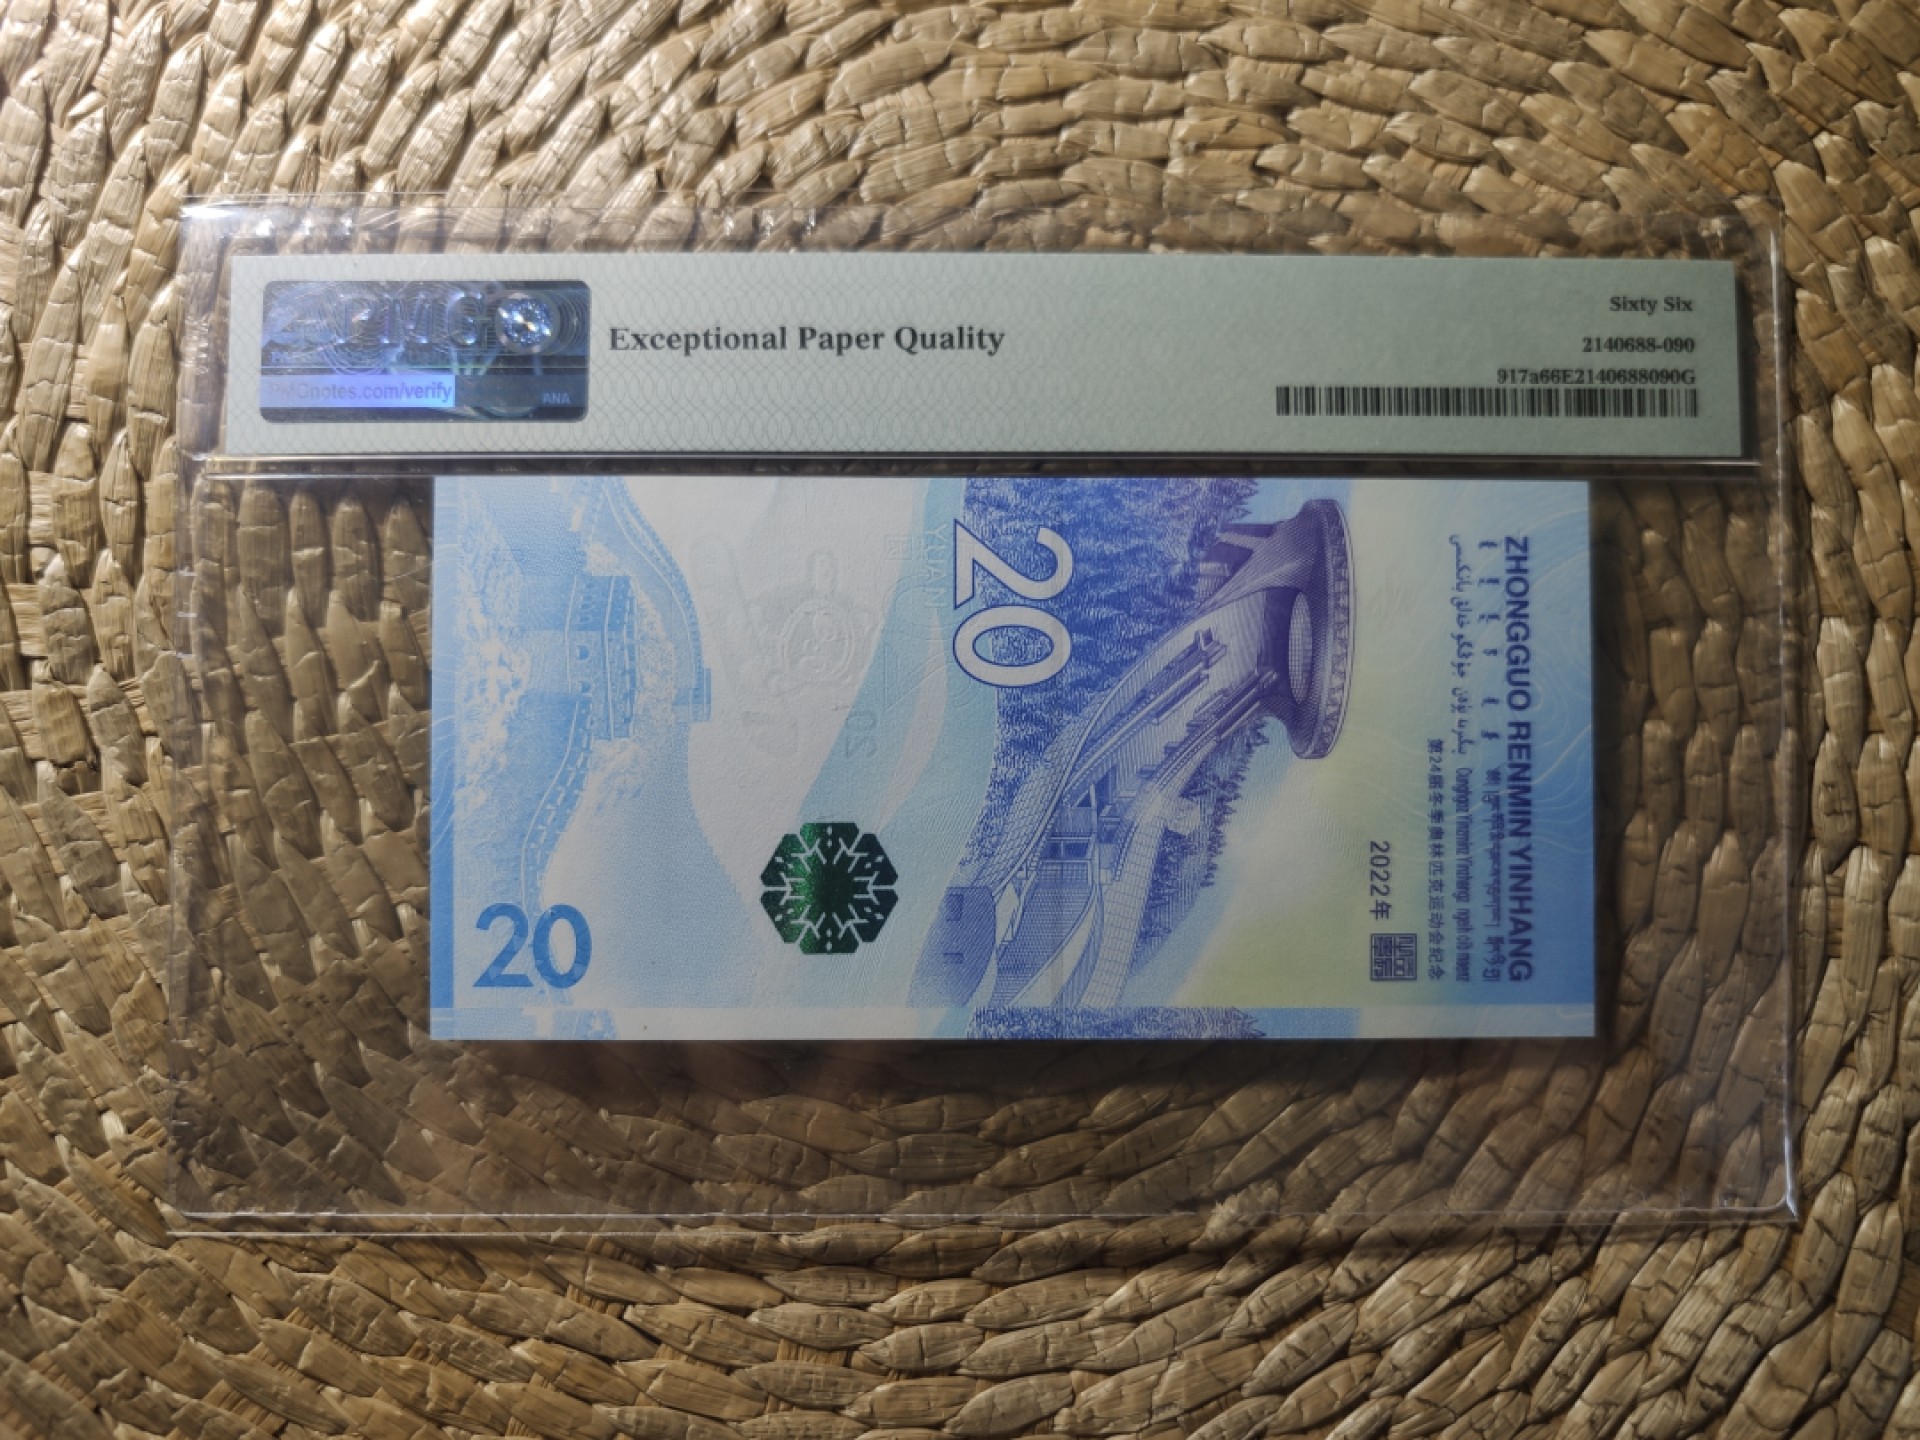 PMG
PMGnotes.com/verify
ANA
Exceptional Paper Quality
Sixty Six
2140688-090
917a66E2140688090G
ZHONGGUO RENMIN YINHANG
第24届冬季奥林匹克运动会纪念
2022年
20
YUAN
20
20